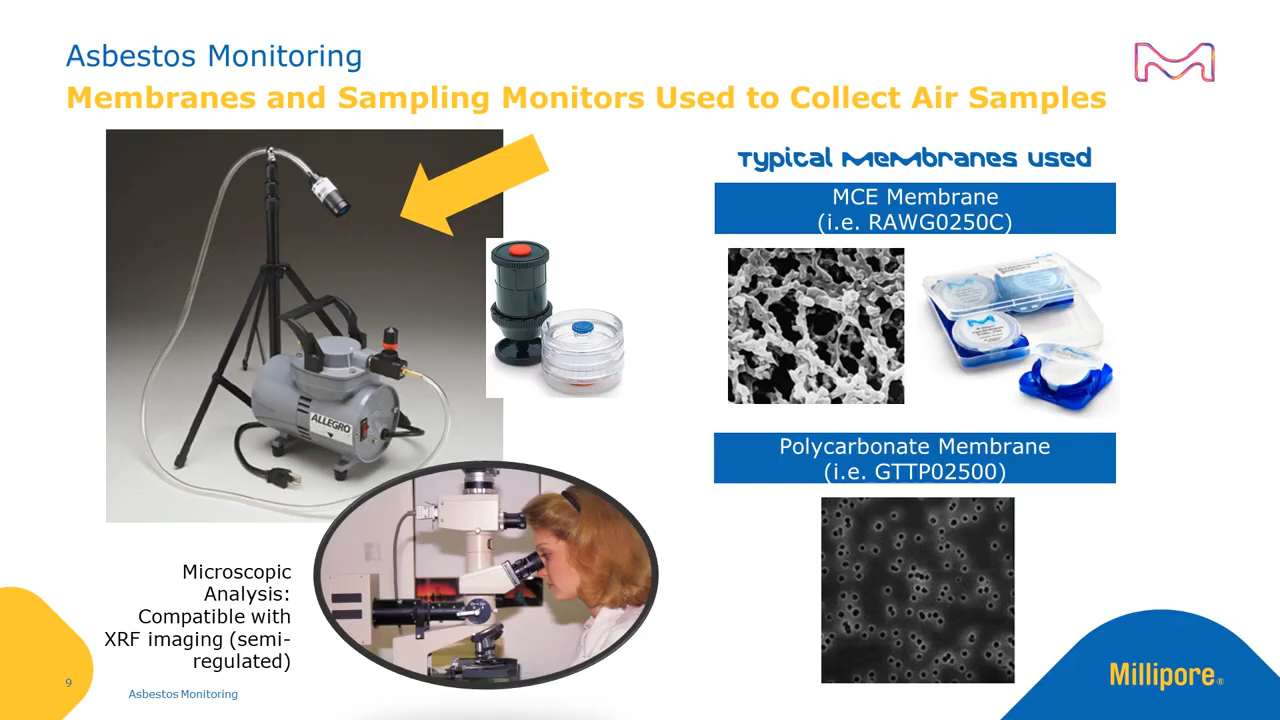 Asbestos Monitoring
Membranes and Sampling Monitors Used to Collect Air Samples
Typical Membranes Used
MCE Membrane
(i.e. RAWG0250C)
ALLEGRO
Polycarbonate Membrane
(i.e. GTTP02500)
Microscopic
Analysis:
Compatible with
XRF imaging (semi-
regulated)
9
Asbestos Monitoring
Millipore®